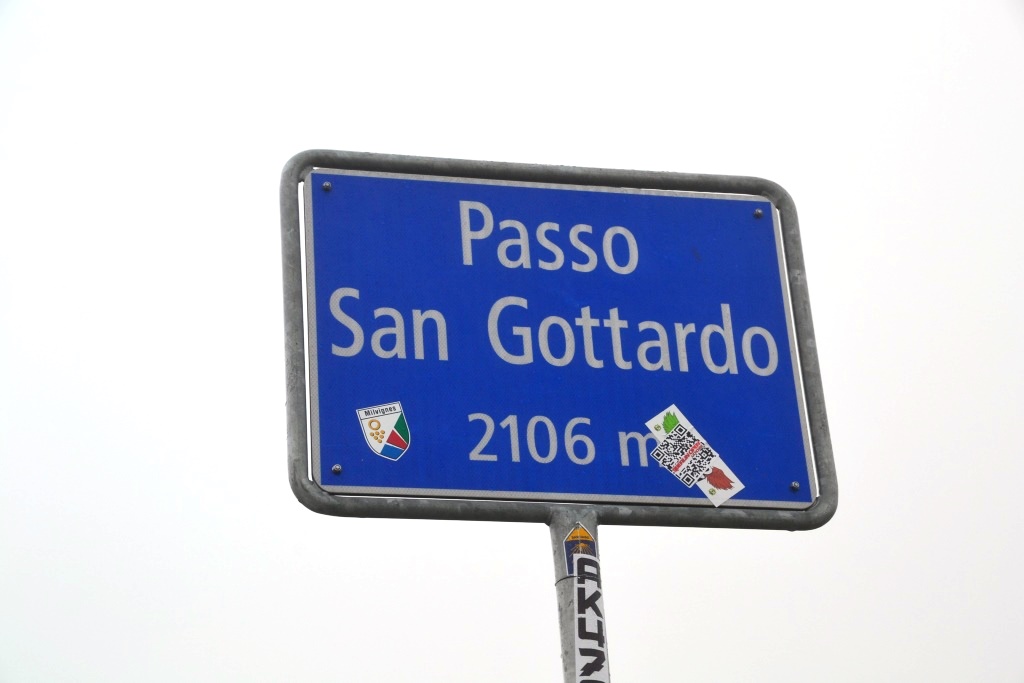 Passo
San Gottardo
2106 m
Milvignes